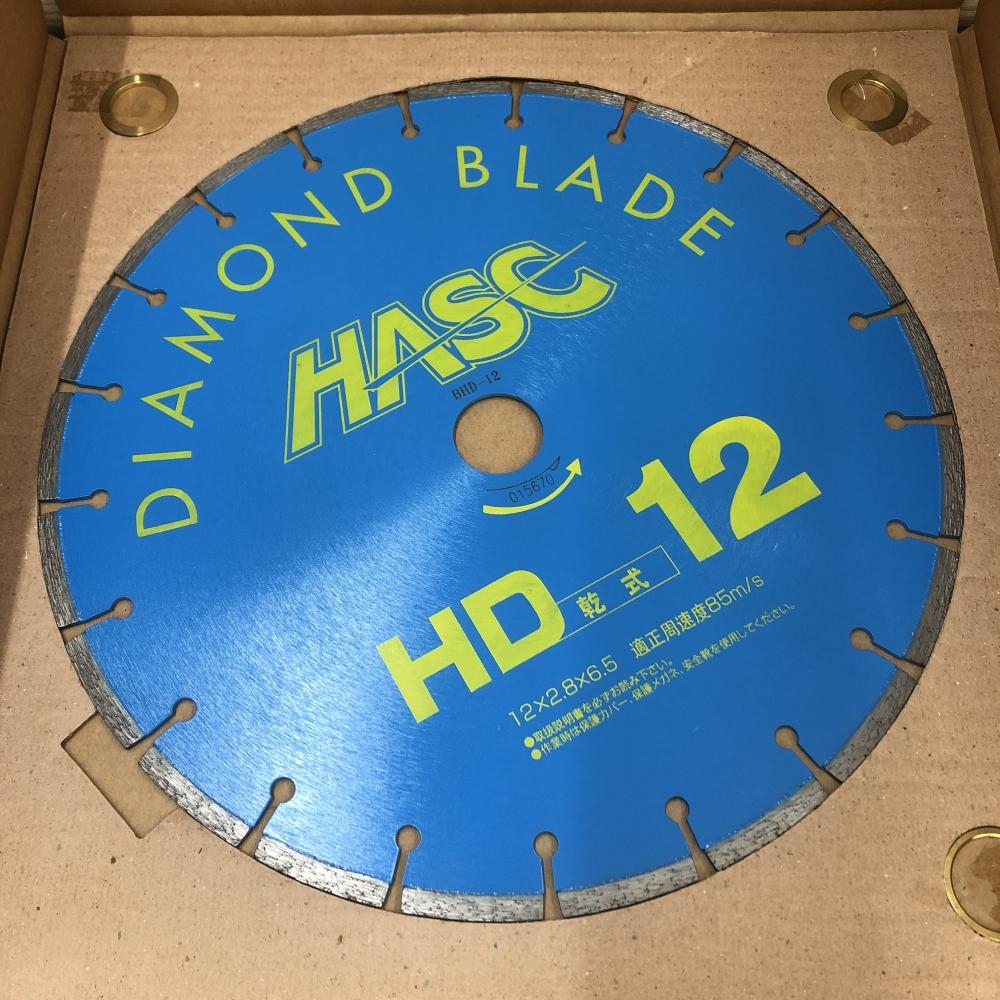 DIAMOND BLADE
HASC
BHD-12
015670
HD 乾式 12
12×2.8×6.5 適正周速度85m/s
●取扱説明書を必ずお読み下さい。
●作業時は保護カバー、保護メガネ、安全靴を使用してください。